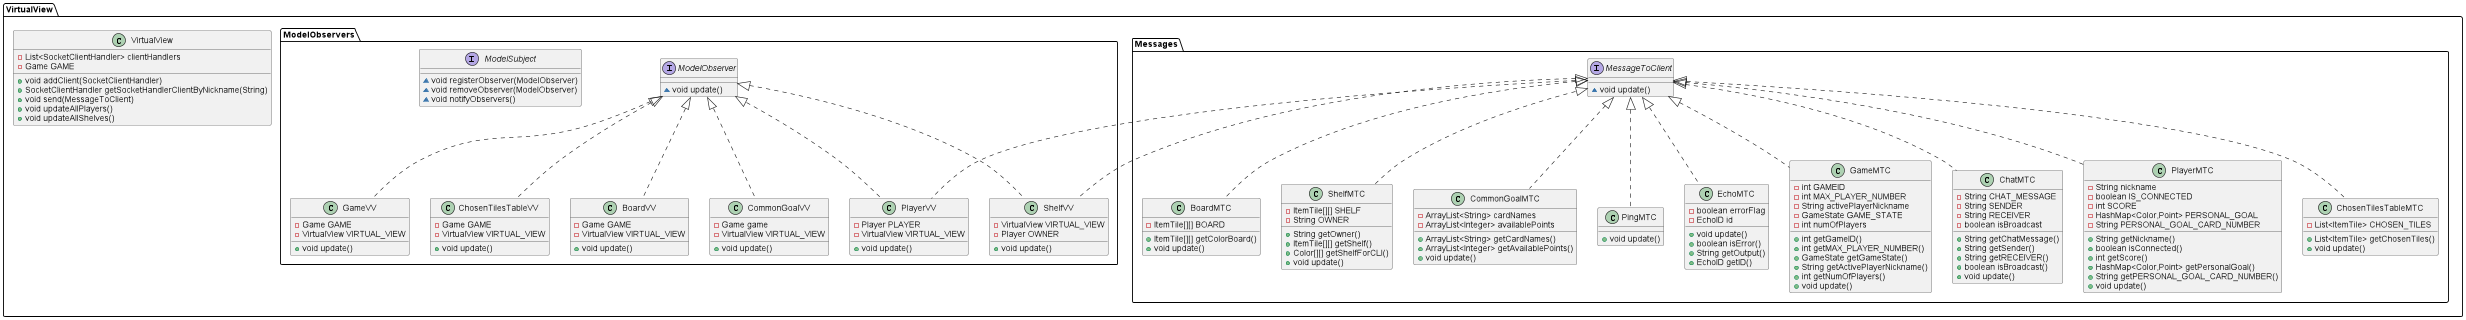 VirtualView
C VirtualView
List<SocketClientHandler> clientHandlers
Game GAME
void addClient(SocketClientHandler)
SocketClientHandler getSocketHandlerClientByNickname(String)
void send(MessageToClient)
void updateAllPlayers()
void updateAllShelves()
ModelObservers
I ModelSubject
void registerObserver(ModelObserver)
void removeObserver(ModelObserver)
void notifyObservers()
I ModelObserver
void update()
C GameVV
Game GAME
VirtualView VIRTUAL_VIEW
void update()
C ChosenTilesTableVV
Game GAME
VirtualView VIRTUAL_VIEW
void update()
C BoardVV
Game GAME
VirtualView VIRTUAL_VIEW
void update()
C CommonGoalVV
Game game
VirtualView VIRTUAL_VIEW
void update()
C PlayerVV
Player PLAYER
VirtualView VIRTUAL_VIEW
void update()
C ShelfVV
VirtualView VIRTUAL_VIEW
Player OWNER
void update()
Messages
I MessageToClient
void update()
C BoardMTC
ItemTile[][] BOARD
ItemTile[][] getColorBoard()
void update()
C ShelfMTC
ItemTile[][] SHELF
String OWNER
String getOwner()
ItemTile[][] getShelf()
Color[][] getShelfForCLI()
void update()
C CommonGoalMTC
ArrayList<String> cardNames
ArrayList<Integer> availablePoints
ArrayList<String> getCardNames()
ArrayList<Integer> getAvailablePoints()
void update()
C PingMTC
void update()
C EchoMTC
boolean errorFlag
EchoID id
void update()
boolean isError()
String getOutput()
EchoID getID()
C GameMTC
int GAMEID
int MAX_PLAYER_NUMBER
String activePlayerNickname
GameState GAME_STATE
int numOfPlayers
int getGameID()
int getMAX_PLAYER_NUMBER()
GameState getGameState()
String getActivePlayerNickname()
int getNumOfPlayers()
void update()
C ChatMTC
String CHAT_MESSAGE
String SENDER
String RECEIVER
boolean isBroadcast
String getChatMessage()
String getSender()
String getRECEIVER()
boolean isBroadcast()
void update()
C PlayerMTC
String nickname
boolean IS_CONNECTED
int SCORE
HashMap<Color,Point> PERSONAL_GOAL
String PERSONAL_GOAL_CARD_NUMBER
String getNickname()
boolean isConnected()
int getScore()
HashMap<Color,Point> getPersonalGoal()
String getPERSONAL_GOAL_CARD_NUMBER()
void update()
C ChosenTilesTableMTC
List<ItemTile> CHOSEN_TILES
List<ItemTile> getChosenTiles()
void update()